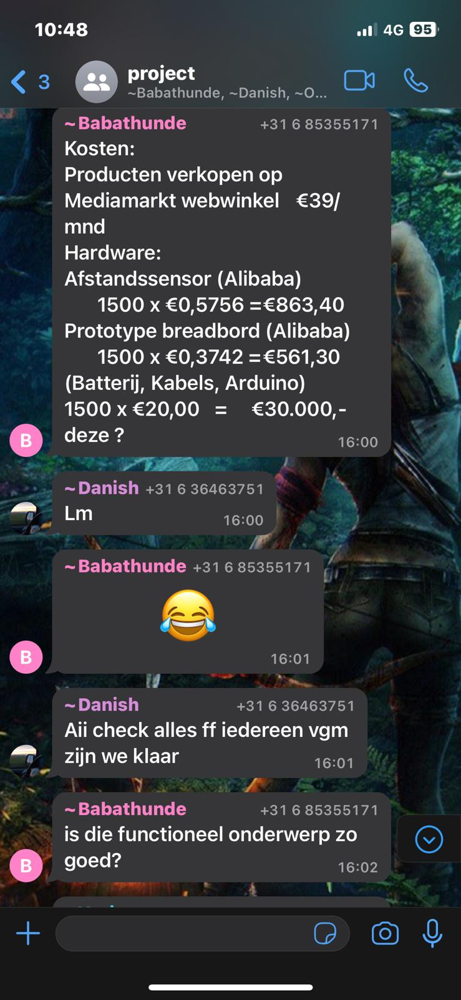 10:48
4G 95
3
project
~Babathunde, ~Danish, ~O...
~Babathunde +31 6 85355171
Kosten:
Producten verkopen op
Mediamarkt webwinkel €39/
mnd
Hardware:
Afstandssensor (Alibaba)
1500 x €0,5756 =€863,40
Prototype breadbord (Alibaba)
1500 x €0,3742 =€561,30
(Batterij, Kabels, Arduino)
1500 x €20,00 = €30.000,-
deze ?
16:00
B
~Danish +31 6 36463751
Lm
16:00
~Babathunde +31 6 85355171
😂
16:01
B
~Danish +31 6 36463751
Aii check alles ff iedereen vgm
zijn we klaar
16:01
~Babathunde +31 6 85355171
is die functioneel onderwerp zo
goed?
16:02
B